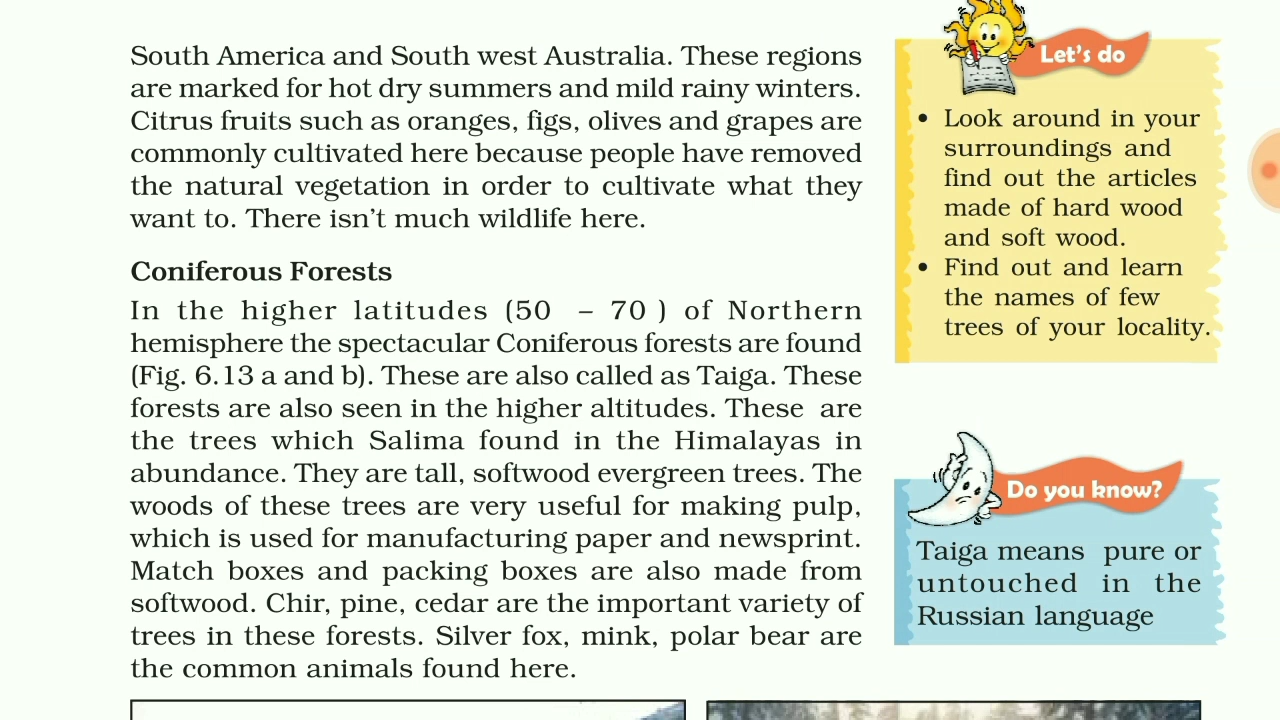 South America and South west Australia. These regions
are marked for hot dry summers and mild rainy winters.
Citrus fruits such as oranges, figs, olives and grapes are
commonly cultivated here because people have removed
the natural vegetation in order to cultivate what they
want to. There isn't much wildlife here.
Coniferous Forests
In the higher latitudes (50 – 70 ) of Northern
hemisphere the spectacular Coniferous forests are found
(Fig. 6.13 a and b). These are also called as Taiga. These
forests are also seen in the higher altitudes. These are
the trees which Salima found in the Himalayas in
abundance. They are tall, softwood evergreen trees. The
woods of these trees are very useful for making pulp,
which is used for manufacturing paper and newsprint.
Match boxes and packing boxes are also made from
softwood. Chir, pine, cedar are the important variety of
trees in these forests. Silver fox, mink, polar bear are
the common animals found here.
Let's do
• Look around in your
surroundings and
find out the articles
made of hard wood
and soft wood.
• Find out and learn
the names of few
trees of your locality.
Do you know?
Taiga means pure or
untouched in the
Russian language